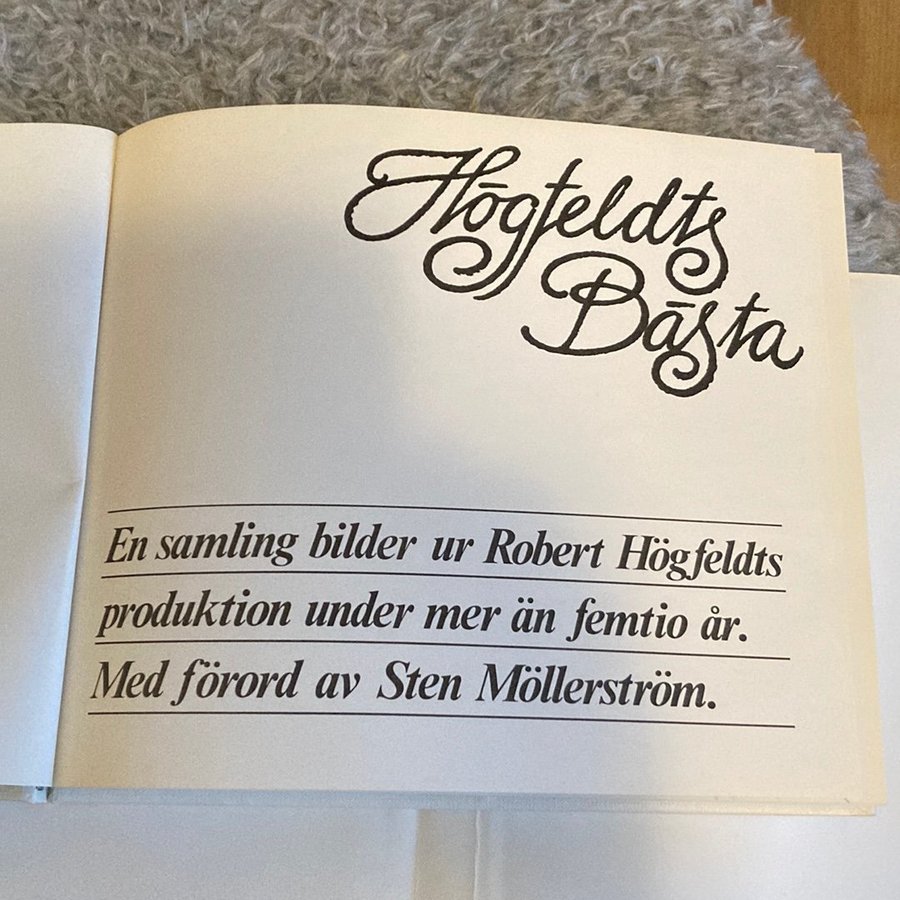 Högfeldts
Bästa
En samling bilder ur Robert Högfeldts
produktion under mer än femtio år.
Med förord av Sten Möllerström.